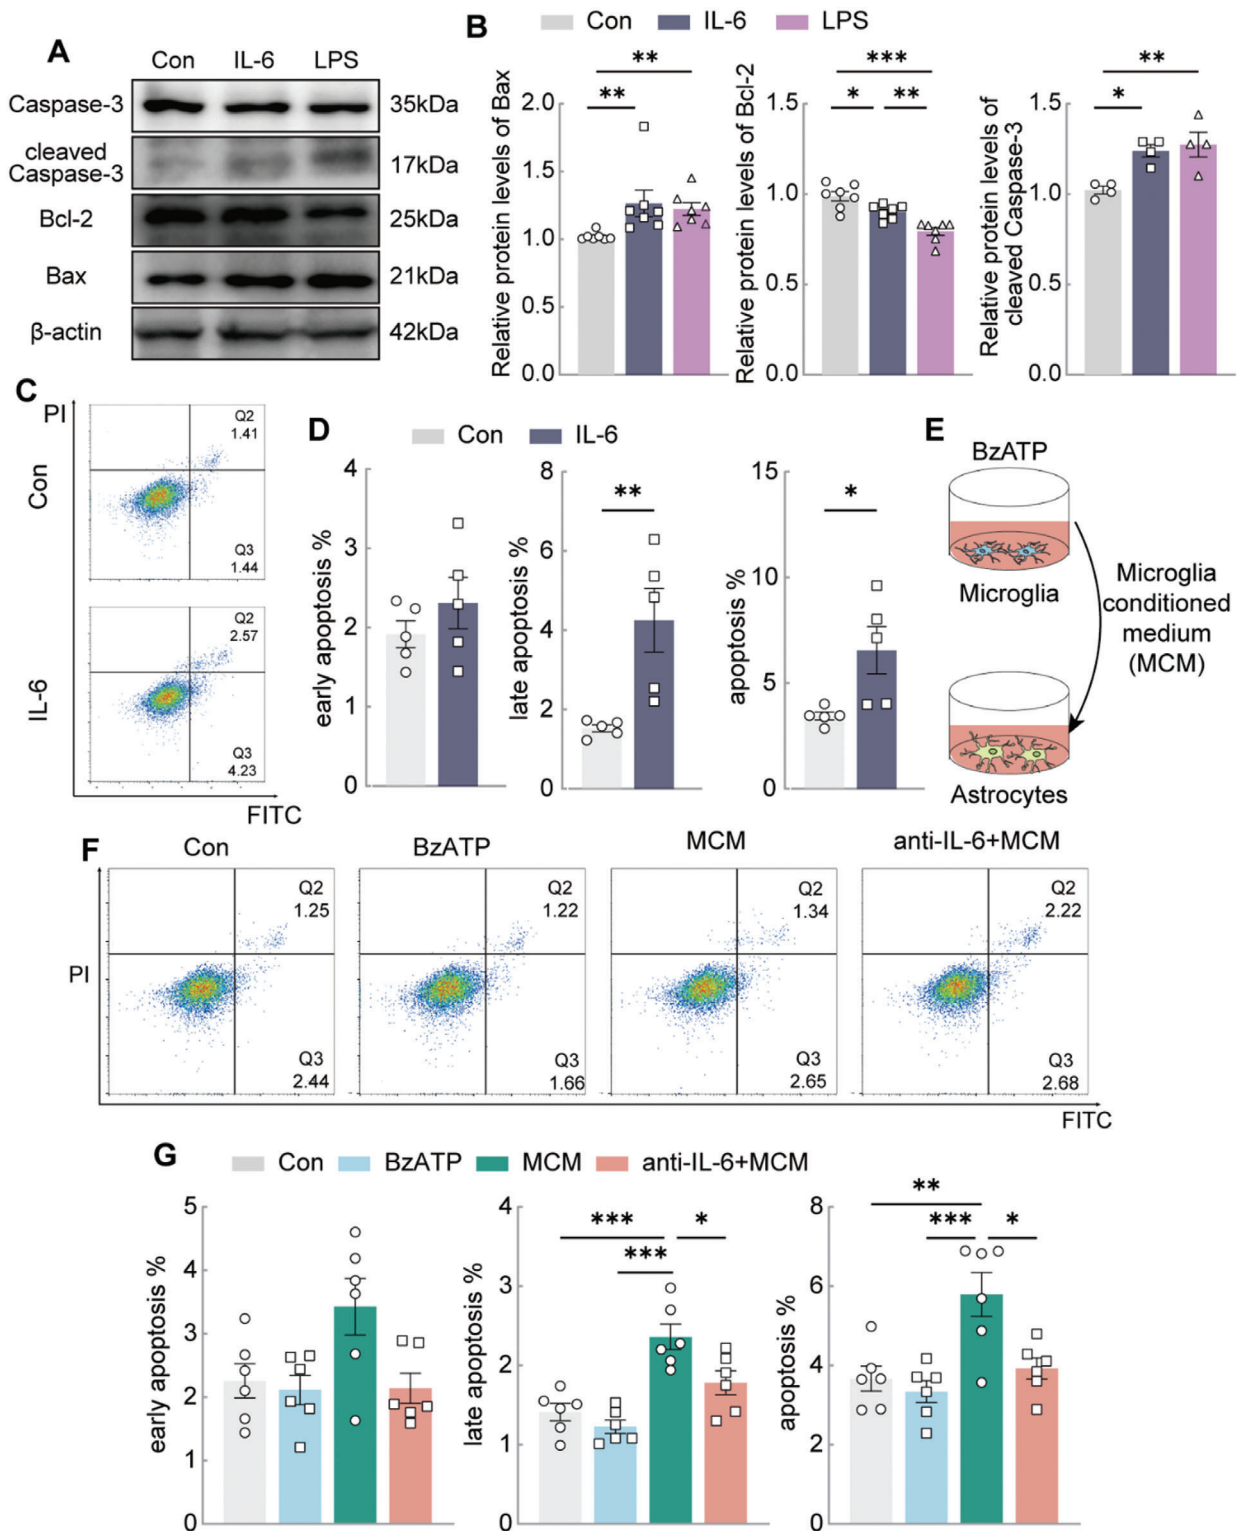 A
Con IL-6 LPS
Caspase-3 35kDa
cleaved
Caspase-3 17kDa
Bcl-2 25kDa
Bax 21kDa
β-actin 42kDa
B
Con IL-6 LPS
Relative protein levels of Bax
2.0
1.5
1.0
0.5
0.0
**
**
Relative protein levels of Bcl-2
1.5
1.0
0.5
0.0
***
* **
Relative protein levels of
cleaved Caspase-3
1.5
1.0
0.5
0.0
**
*
C
PI
Con
Q2
1.41
Q3
1.44
IL-6
Q2
2.57
Q3
4.23
FITC
D
Con IL-6
early apoptosis %
4
3
2
1
0
late apoptosis %
8
6
4
2
0
**
apoptosis %
15
10
5
0
*
E
BzATP
Microglia
Microglia
conditioned
medium
(MCM)
Astrocytes
F
Con BzATP MCM anti-IL-6+MCM
PI
Q2
1.25
Q3
2.44
Q2
1.22
Q3
1.66
Q2
1.34
Q3
2.65
Q2
2.22
Q3
2.68
FITC
G
Con BzATP MCM anti-IL-6+MCM
early apoptosis %
5
4
3
2
1
0
late apoptosis %
4
3
2
1
0
*** *
***
apoptosis %
8
6
4
2
0
**
*** *